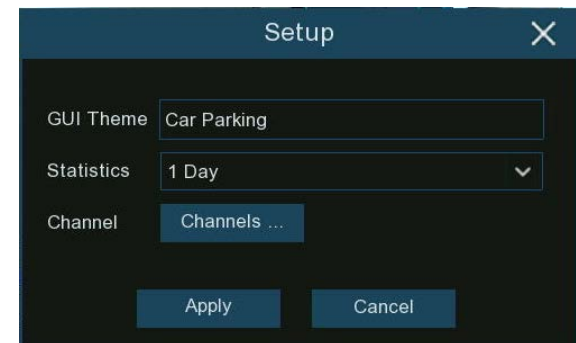 Setup
GUI Theme Car Parking
Statistics 1 Day
Channel Channels ...
Apply Cancel